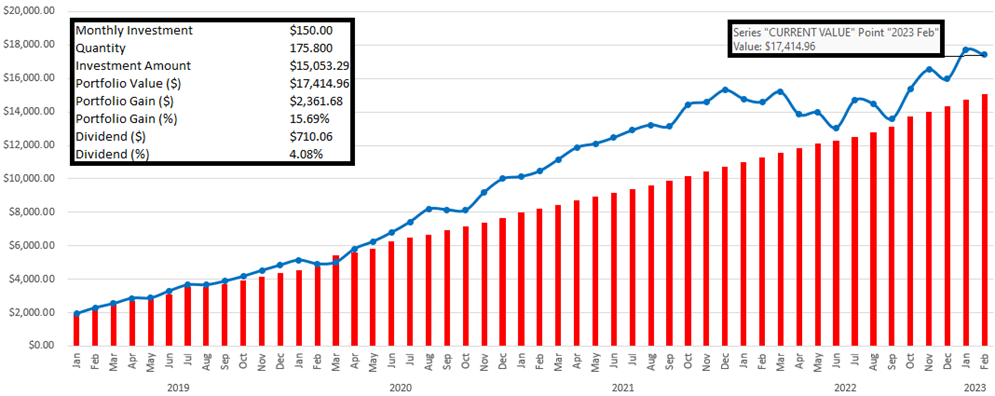 $20,000.00
$18,000.00
$16,000.00
$14,000.00
$12,000.00
$10,000.00
$8,000.00
$6,000.00
$4,000.00
$2,000.00
$0.00
Monthly Investment $150.00
Quantity 175.800
Investment Amount $15,053.29
Portfolio Value ($) $17,414.96
Portfolio Gain ($) $2,361.68
Portfolio Gain (%) 15.69%
Dividend ($) $710.06
Dividend (%) 4.08%
Series "CURRENT VALUE" Point "2023 Feb"
Value: $17,414.96
Jan Feb Mar Apr May Jun Jul Aug Sep Oct Nov Dec Jan Feb Mar Apr May Jun Jul Aug Sep Oct Nov Dec Jan Feb Mar Apr May Jun Jul Aug Sep Oct Nov Dec Jan Feb Mar Apr May Jun Jul Aug Sep Oct Nov Dec Jan Feb
2019 2020 2021 2022 2023